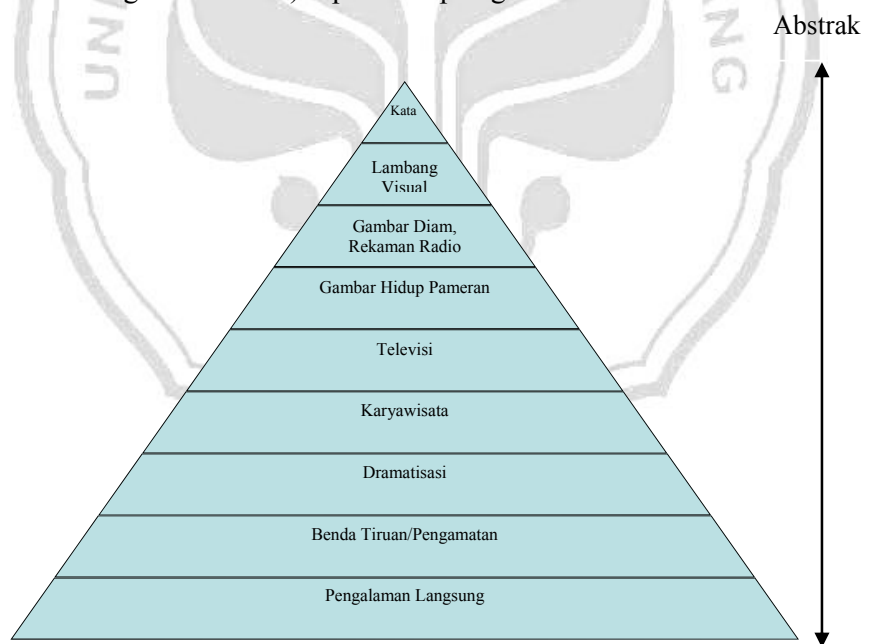 Abstrak
Kata
Lambang
Visual
Gambar Diam,
Rekaman Radio
Gambar Hidup Pameran
Televisi
Karyawisata
Dramatisasi
Benda Tiruan/Pengamatan
Pengalaman Langsung